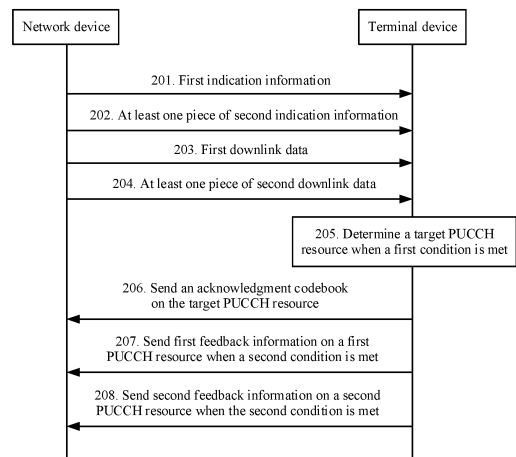 Network device
Terminal device
201. First indication information
202. At least one piece of second indication information
203. First downlink data
204. At least one piece of second downlink data
205. Determine a target PUCCH
resource when a first condition is met
206. Send an acknowledgment codebook
on the target PUCCH resource
207. Send first feedback information on a first
PUCCH resource when a second condition is met
208. Send second feedback information on a second
PUCCH resource when the second condition is met